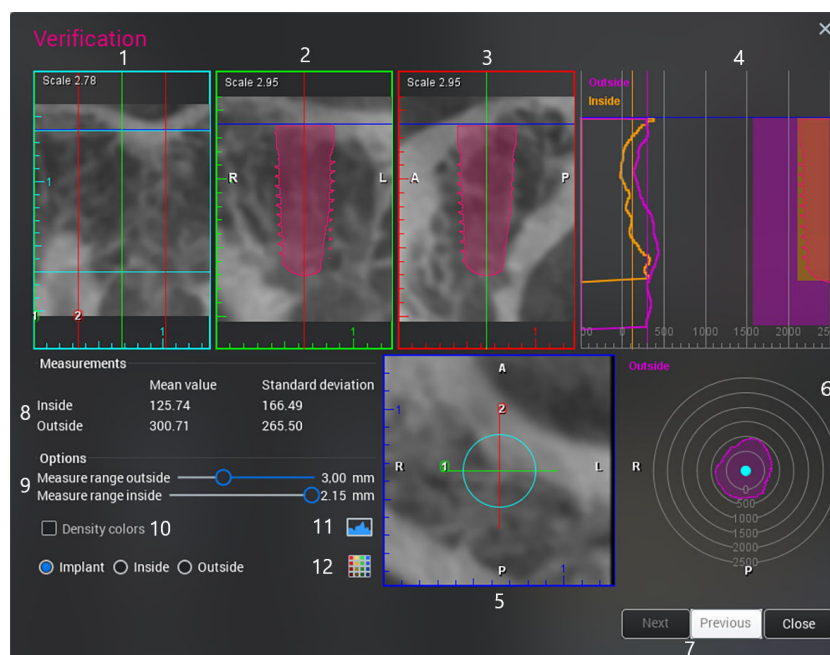 Verification
1
2
3
4
Scale 2.78
Scale 2.95
Scale 2.95
Outside
Inside
R
L
A
P
1
1
2
1
1
1
00 0 500 1000 1500 2000 25
Measurements
Mean value Standard deviation
8 Inside 125.74 166.49
Outside 300.71 265.50
Options
9 Measure range outside 3,00 mm
Measure range inside 2.15 mm
Density colors 10 11
Implant Inside Outside 12
A
1
2
R
1
L
P
1
5
Outside
6
R
0
500
1000
1500
2000
2500
P
Next Previous Close
7